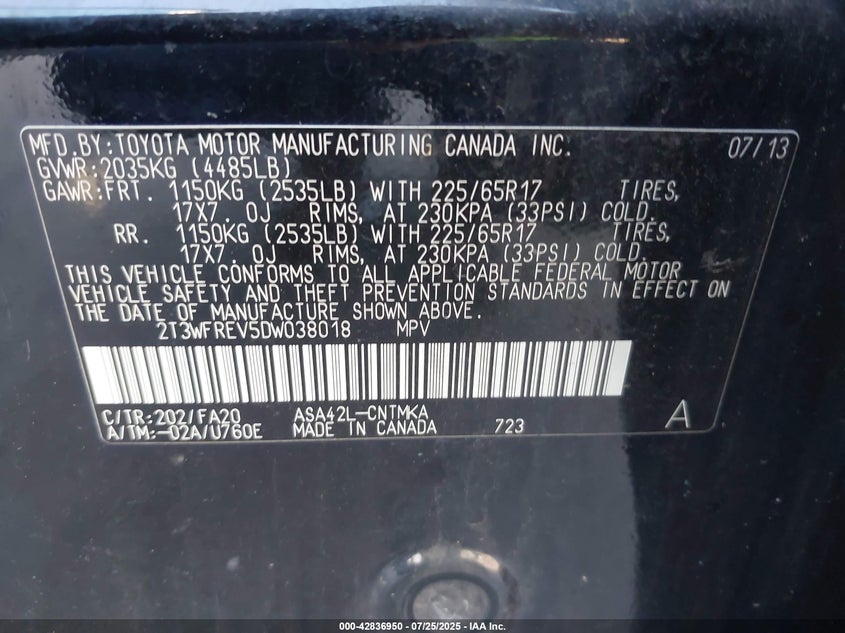 MFD.BY:TOYOTA MOTOR MANUFACTURING CANADA INC. 07/13
GVWR:2035KG (4485LB)
GAWR:FRT. 1150KG (2535LB) WITH 225/65R17 TIRES,
17X7.0J RIMS, AT 230KPA (33PSI) COLD.
RR. 1150KG (2535LB) WITH 225/65R17 TIRES,
17X7.0J RIMS, AT 230KPA (33PSI) COLD.
THIS VEHICLE CONFORMS TO ALL APPLICABLE FEDERAL MOTOR
VEHICLE SAFETY AND THEFT PREVENTION STANDARDS IN EFFECT ON
THE DATE OF MANUFACTURE SHOWN ABOVE.
2T3WFREV5DW038018 MPV
C/TR:202/FA20 ASA42L-CNTMKA A
A/TM:-02A/U760E MADE IN CANADA 723
000-42836950 | 07/25/2025 - IAA Inc.